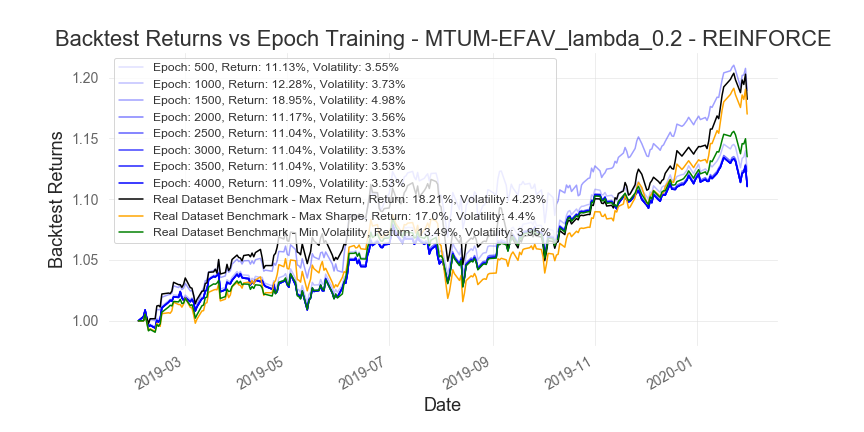 Backtest Returns vs Epoch Training - MTUM-EFAV_lambda_0.2 - REINFORCE
Epoch: 500, Return: 11.13%, Volatility: 3.55%
Epoch: 1000, Return: 12.28%, Volatility: 3.73%
Epoch: 1500, Return: 18.95%, Volatility: 4.98%
Epoch: 2000, Return: 11.17%, Volatility: 3.56%
Epoch: 2500, Return: 11.04%, Volatility: 3.53%
Epoch: 3000, Return: 11.04%, Volatility: 3.53%
Epoch: 3500, Return: 11.04%, Volatility: 3.53%
Epoch: 4000, Return: 11.09%, Volatility: 3.53%
Real Dataset Benchmark - Max Return, Return: 18.21%, Volatility: 4.23%
Real Dataset Benchmark - Max Sharpe, Return: 17.0%, Volatility: 4.4%
Real Dataset Benchmark - Min Volatility, Return: 13.49%, Volatility: 3.95%
Backtest Returns
1.20
1.15
1.10
1.05
1.00
2019-03
2019-05
2019-07
2019-09
2019-11
2020-01
Date